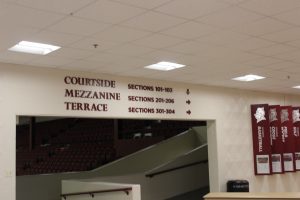 COURTSIDE SECTIONS 101-103
MEZZANINE SECTIONS 201-206
TERRACE SECTIONS 301-304